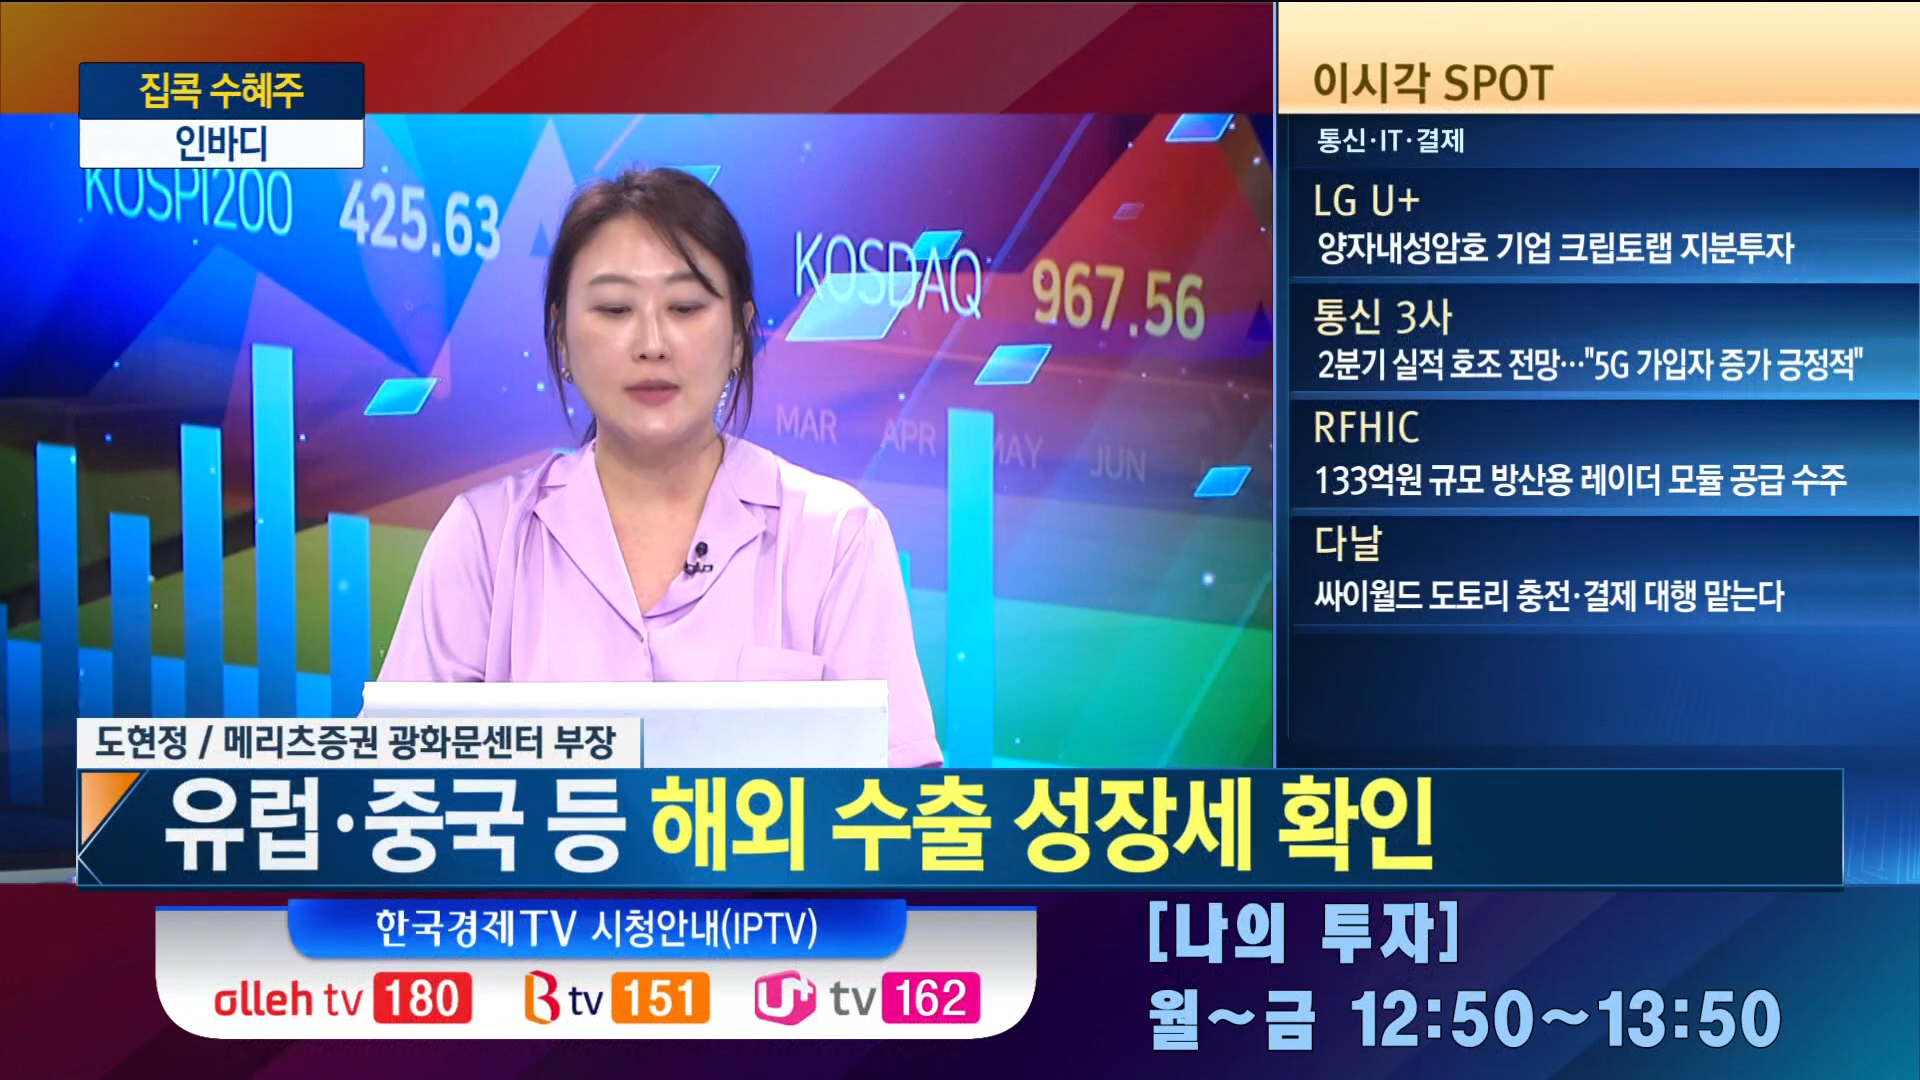 집콕 수혜주
인바디
KOSPI200 425.63
KOSDAQ 967.56
MAR APR MAY JUN
이시각 SPOT
통신·IT·결제
LG U+
양자내성암호 기업 크립토랩 지분투자
통신 3사
2분기 실적 호조 전망…"5G 가입자 증가 긍정적"
RFHIC
133억원 규모 방산용 레이더 모듈 공급 수주
다날
싸이월드 도토리 충전·결제 대행 맡는다
도현정 / 메리츠증권 광화문센터 부장
유럽·중국 등 해외 수출 성장세 확인
한국경제TV 시청안내(IPTV)
olleh tv 180 B tv 151 U+ tv 162
[나의 투자]
월~금 12:50~13:50